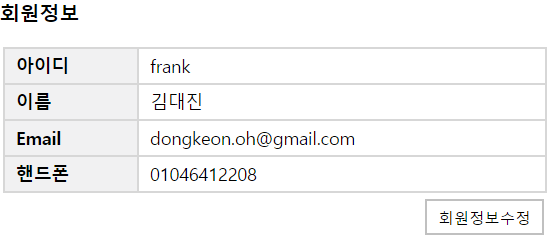 회원정보
아이디 frank
이름 김대진
Email dongkeon.oh@gmail.com
핸드폰 01046412208
회원정보수정